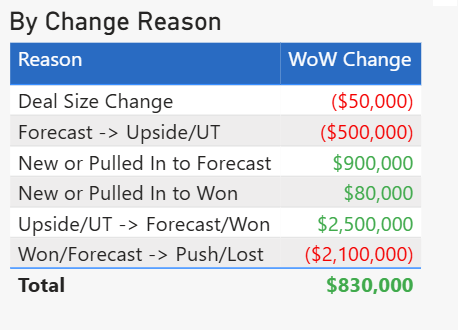 By Change Reason
Reason WoW Change
Deal Size Change ($50,000)
Forecast -> Upside/UT ($500,000)
New or Pulled In to Forecast $900,000
New or Pulled In to Won $80,000
Upside/UT -> Forecast/Won $2,500,000
Won/Forecast -> Push/Lost ($2,100,000)
Total $830,000